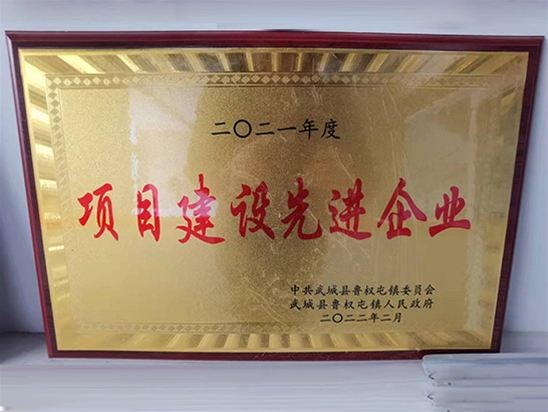 二〇二一年度
项目建设先进企业
中共武城县鲁权屯镇委员会
武城县鲁权屯镇人民政府
二〇二二年二月